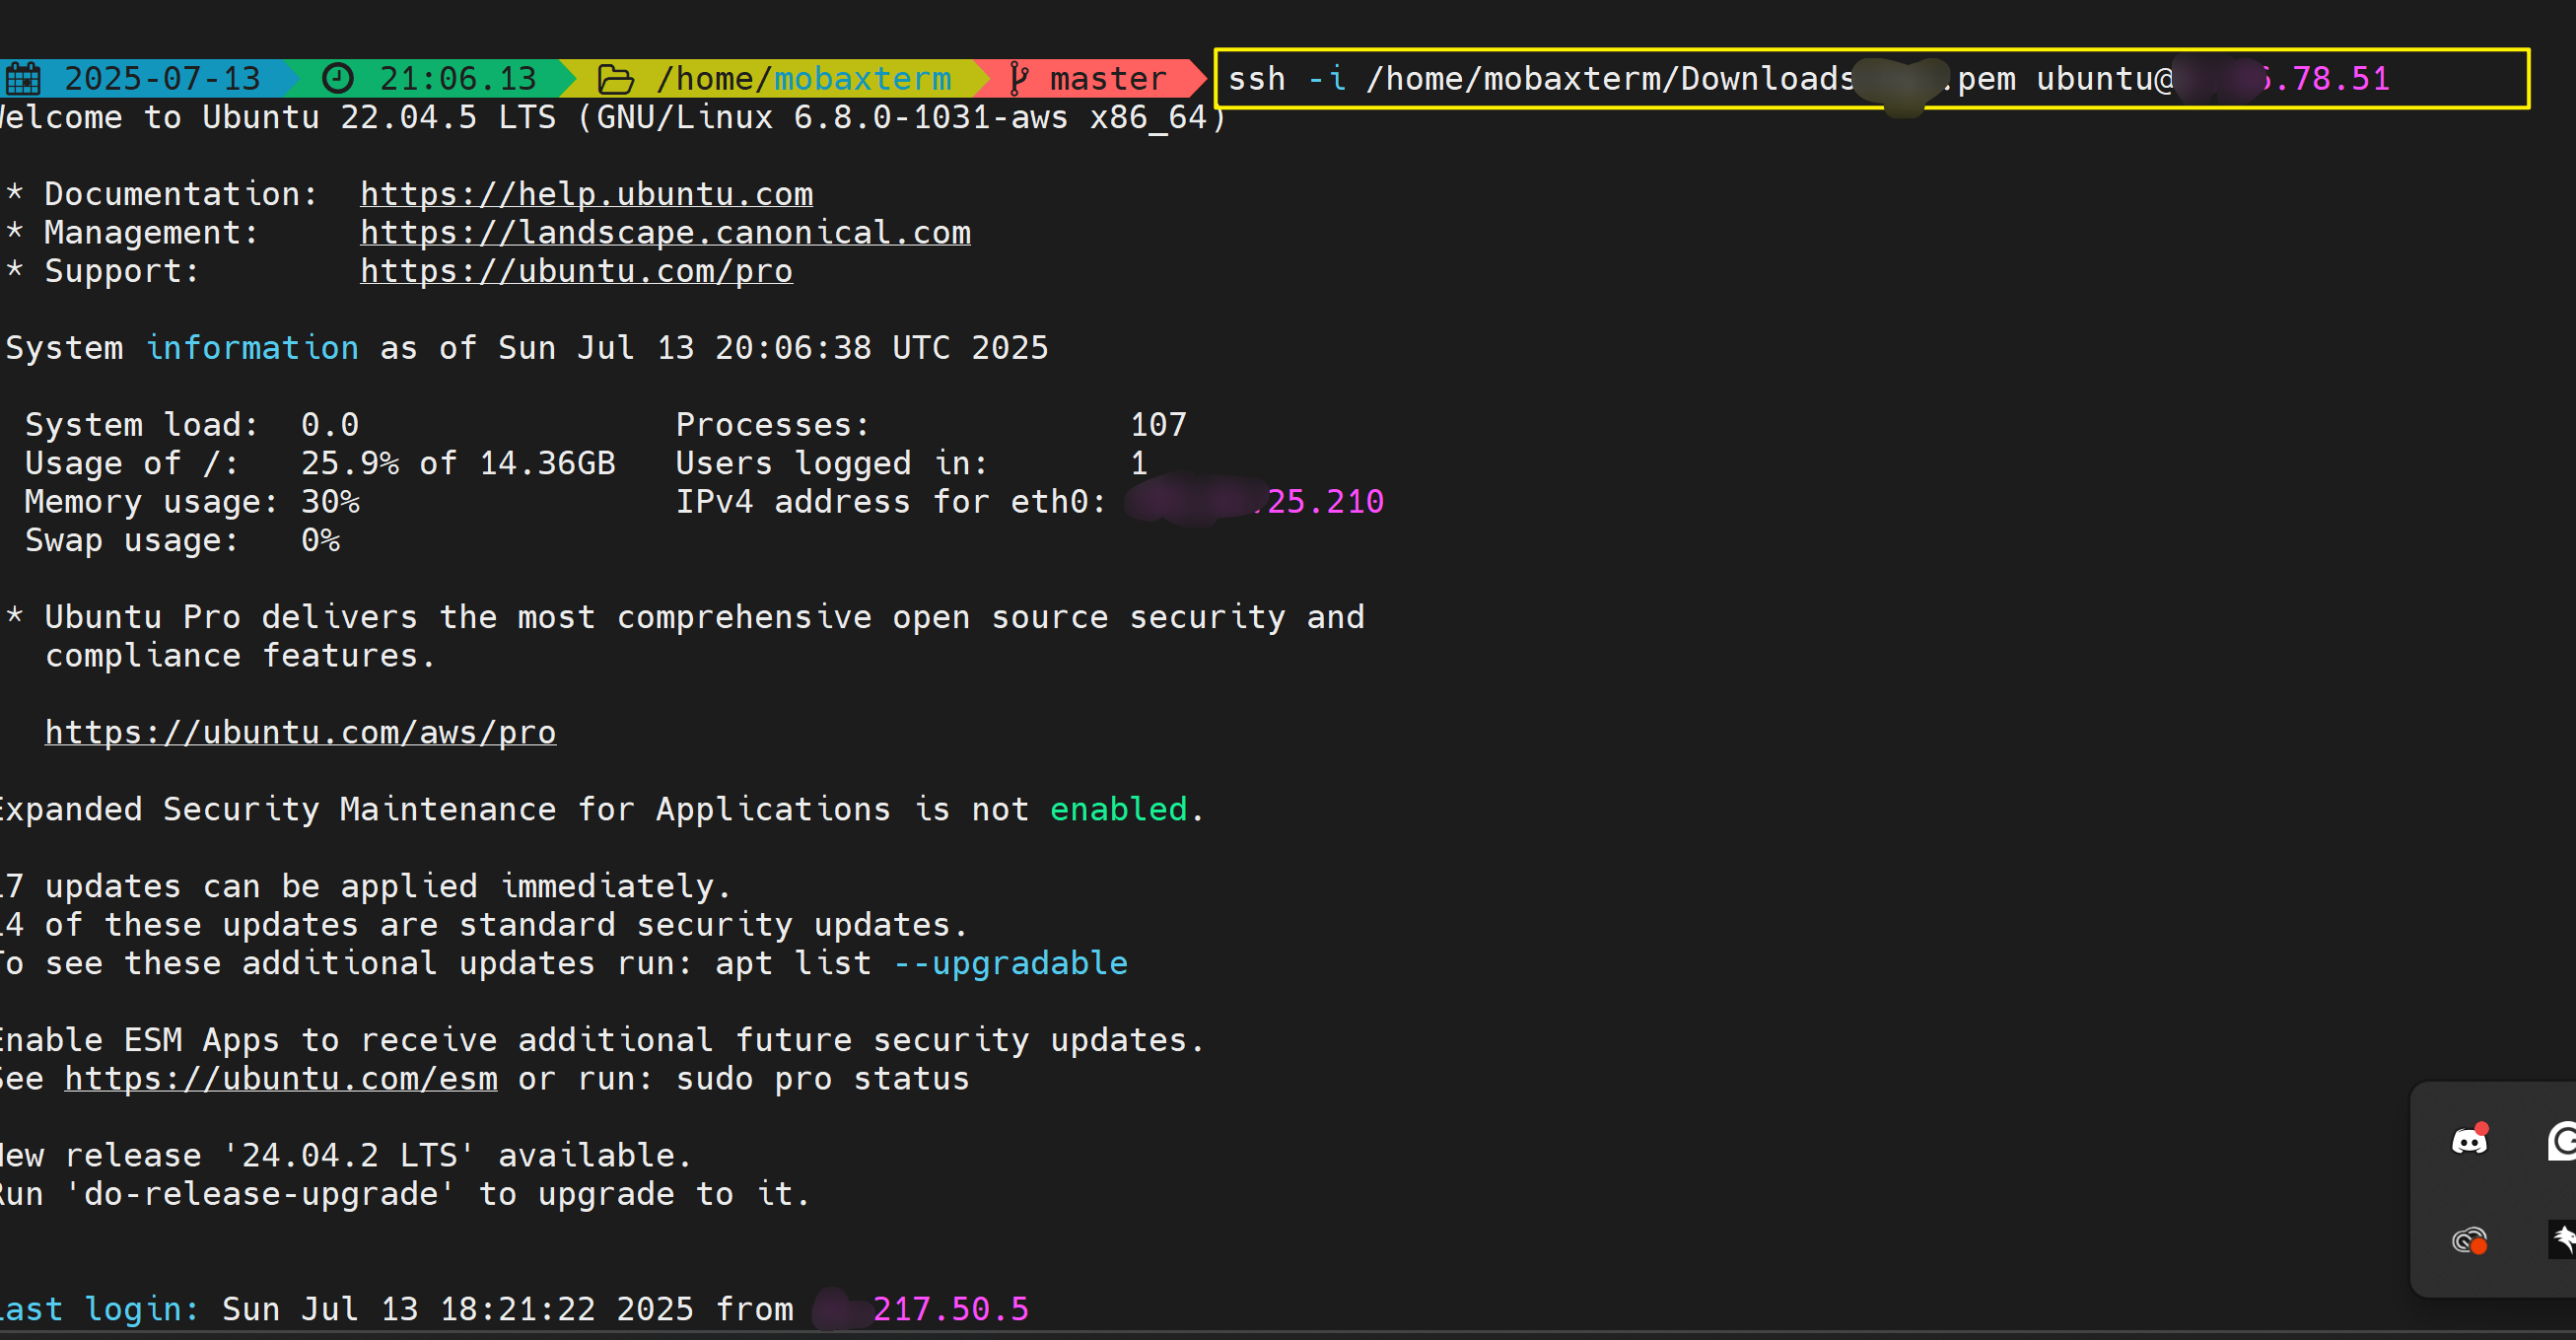 2025-07-13 21:06.13 /home/mobaxterm master ssh -i /home/mobaxterm/Downloads .pem ubuntu@ .78.51
Welcome to Ubuntu 22.04.5 LTS (GNU/Linux 6.8.0-1031-aws x86_64)
* Documentation: https://help.ubuntu.com
* Management: https://landscape.canonical.com
* Support: https://ubuntu.com/pro
System information as of Sun Jul 13 20:06:38 UTC 2025
System load: 0.0 Processes: 107
Usage of /: 25.9% of 14.36GB Users logged in: 1
Memory usage: 30% IPv4 address for eth0: 25.210
Swap usage: 0%
* Ubuntu Pro delivers the most comprehensive open source security and
compliance features.
https://ubuntu.com/aws/pro
Expanded Security Maintenance for Applications is not enabled.
17 updates can be applied immediately.
14 of these updates are standard security updates.
To see these additional updates run: apt list --upgradable
Enable ESM Apps to receive additional future security updates.
See https://ubuntu.com/esm or run: sudo pro status
New release '24.04.2 LTS' available.
Run 'do-release-upgrade' to upgrade to it.
Last login: Sun Jul 13 18:21:22 2025 from 217.50.5